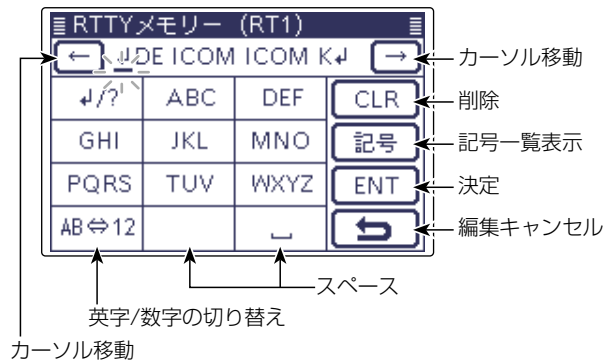 RTTYメモリー (RT1)
← ↲DE ICOM ICOM K↲ → カーソル移動
↲/? ABC DEF CLR 削除
GHI JKL MNO 記号 記号一覧表示
PQRS TUV WXYZ ENT 決定
AB⇔12 ␣ 編集キャンセル
スペース
英字/数字の切り替え
カーソル移動